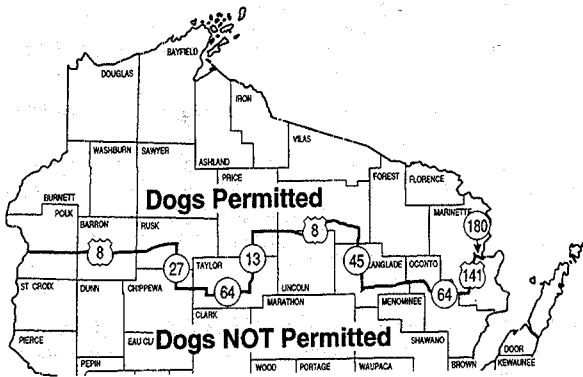 BAYFIELD
DOUGLAS
IRON
VILAS
WASHBURN
SAWYER
ASHLAND
PRICE
FOREST
FLORENCE
BURNETT
POLK
Dogs Permitted
MARINETTE
180
BARRON
RUSK
8
8
13
27
TAYLOR
45
LANGLADE
OCONTO
141
ST CROIX
DUNN
CHIPPEWA
64
LINCOLN
64
MARATHON
MENOMINEE
CLARK
PIERCE
EAU CL
Dogs NOT Permitted
SHAWANO
DOOR
PEPIN
WOOD
PORTAGE
WAUPACA
BROWN
KEWAUNEE